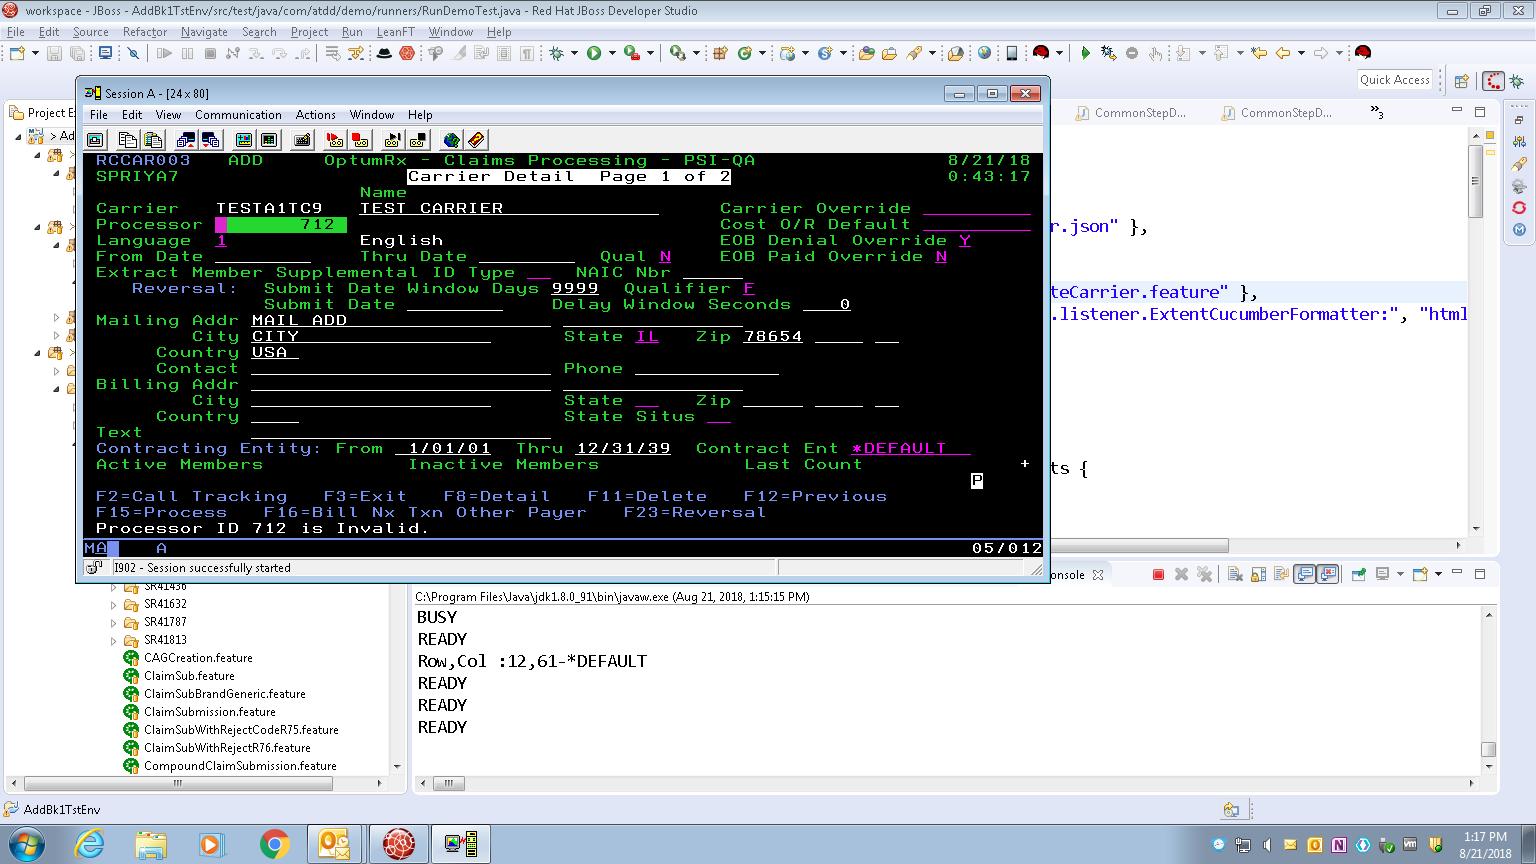 workspace - JBoss - AddBk1TstEnv/src/test/java/com/atdd/demo/runners/RunDemoTest.java - Red Hat JBoss Developer Studio
File Edit Source Refactor Navigate Search Project Run LeanFT Window Help
Quick Access
Project E
CommonStepD...
CommonStepD...
3
> Ad
Session A - [24 x 80]
File Edit View Communication Actions Window Help
RCCAR003 ADD OptumRx - Claims Processing - PSI-QA 8/21/18
SPRIYA7 Carrier Detail Page 1 of 2 0:43:17
Name
Carrier TESTA1TC9 TEST CARRIER Carrier Override
Processor 712 Cost O/R Default
Language 1 English EOB Denial Override Y
From Date Thru Date Qual N EOB Paid Override N
Extract Member Supplemental ID Type NAIC Nbr
Reversal: Submit Date Window Days 9999 Qualifier F
Submit Date Delay Window Seconds 0
Mailing Addr MAIL ADD
City CITY State IL Zip 78654
Country USA
Contact Phone
Billing Addr
City State Zip
Country State Situs
Text
Contracting Entity: From 1/01/01 Thru 12/31/39 Contract Ent *DEFAULT
Active Members Inactive Members Last Count +
P
F2=Call Tracking F3=Exit F8=Detail F11=Delete F12=Previous
F15=Process F16=Bill Nx Txn Other Payer F23=Reversal
Processor ID 712 is Invalid.
MA A 05/012
I902 - Session successfully started
r.json" },
teCarrier.feature" },
.listener.ExtentCucumberFormatter:", "html
ts {
SR41436
SR41632
SR41787
SR41813
CAGCreation.feature
ClaimSub.feature
ClaimSubBrandGeneric.feature
ClaimSubmission.feature
ClaimSubWithRejectCodeR75.feature
ClaimSubWithRejectR76.feature
CompoundClaimSubmission.feature
onsole
C:\Program Files\Java\jdk1.8.0_91\bin\javaw.exe (Aug 21, 2018, 1:15:15 PM)
BUSY
READY
Row,Col :12,61-*DEFAULT
READY
READY
READY
AddBk1TstEnv
1:17 PM
8/21/2018